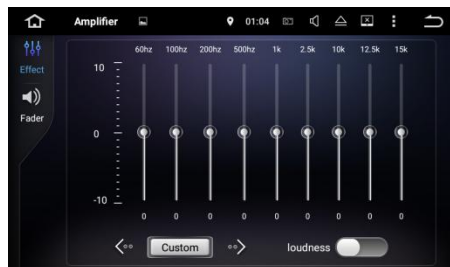 Amplifier 01:04
60hz 100hz 200hz 500hz 1k 2.5k 10k 12.5k 15k
Effect
10
Fader
0
-10
0 0 0 0 0 0 0 0 0
Custom loudness